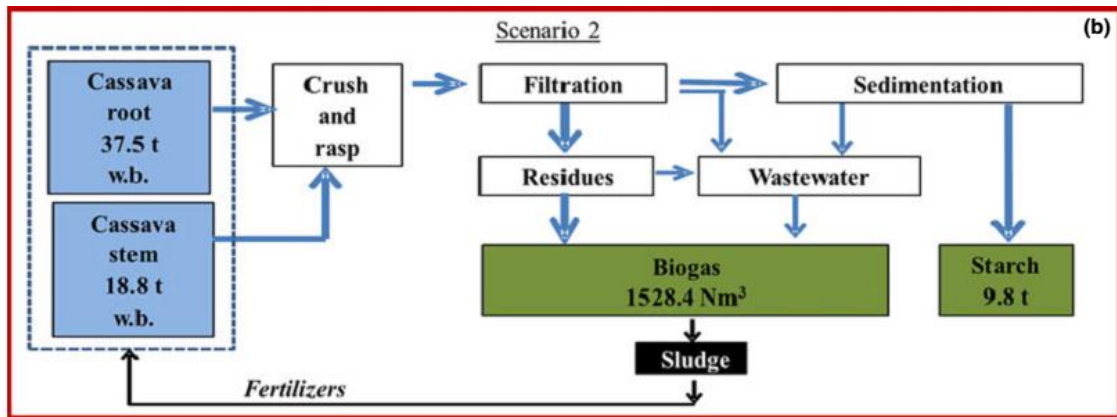 Scenario 2
(b)
Cassava
root
37.5 t
w.b.
Crush
and
rasp
Filtration
Sedimentation
Residues
Wastewater
Cassava
stem
18.8 t
w.b.
Biogas
1528.4 Nm³
Starch
9.8 t
Sludge
Fertilizers